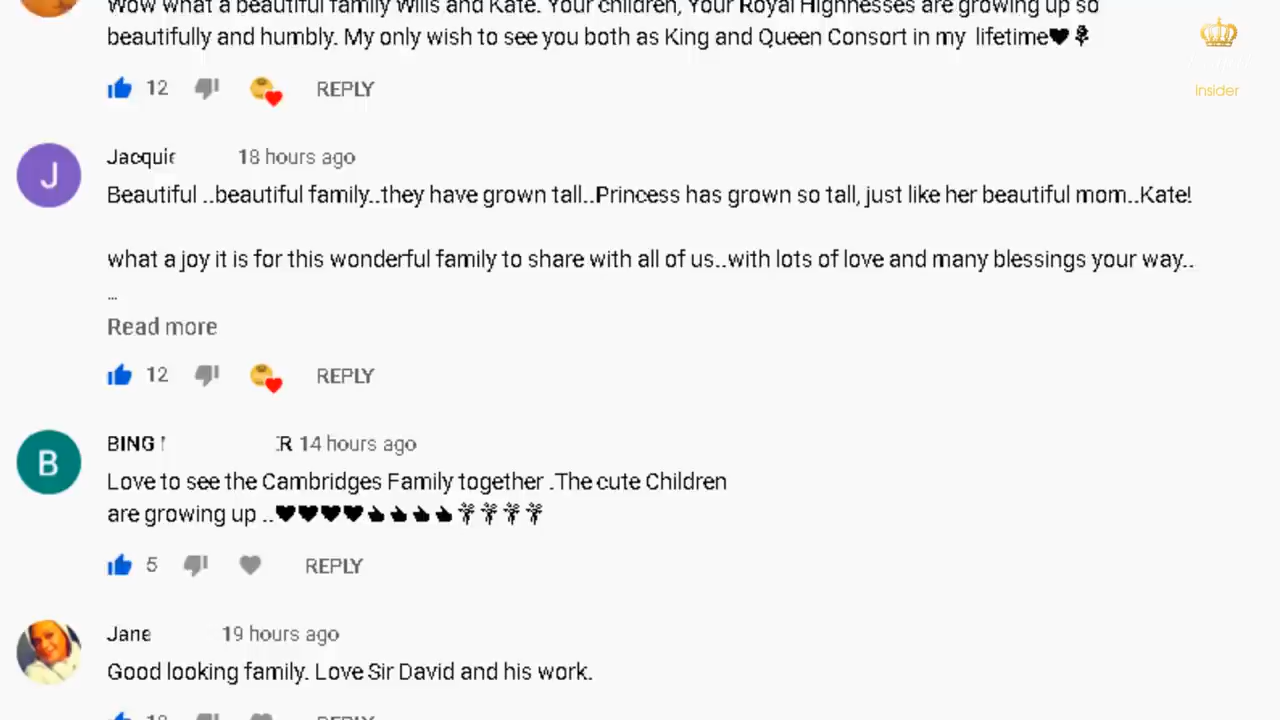 Wow what a beautiful family Wills and Kate. Your children, Your Royal Highnesses are growing up so
beautifully and humbly. My only wish to see you both as King and Queen Consort in my lifetime🖤🌹
12 REPLY
Insider
J
Jacquie 18 hours ago
Beautiful ..beautiful family..they have grown tall..Princess has grown so tall, just like her beautiful mom..Kate!
what a joy it is for this wonderful family to share with all of us..with lots of love and many blessings your way..
...
Read more
12 REPLY
B
BING R 14 hours ago
Love to see the Cambridges Family together .The cute Children
are growing up ..
5 REPLY
Jane 19 hours ago
Good looking family. Love Sir David and his work.
REPLY